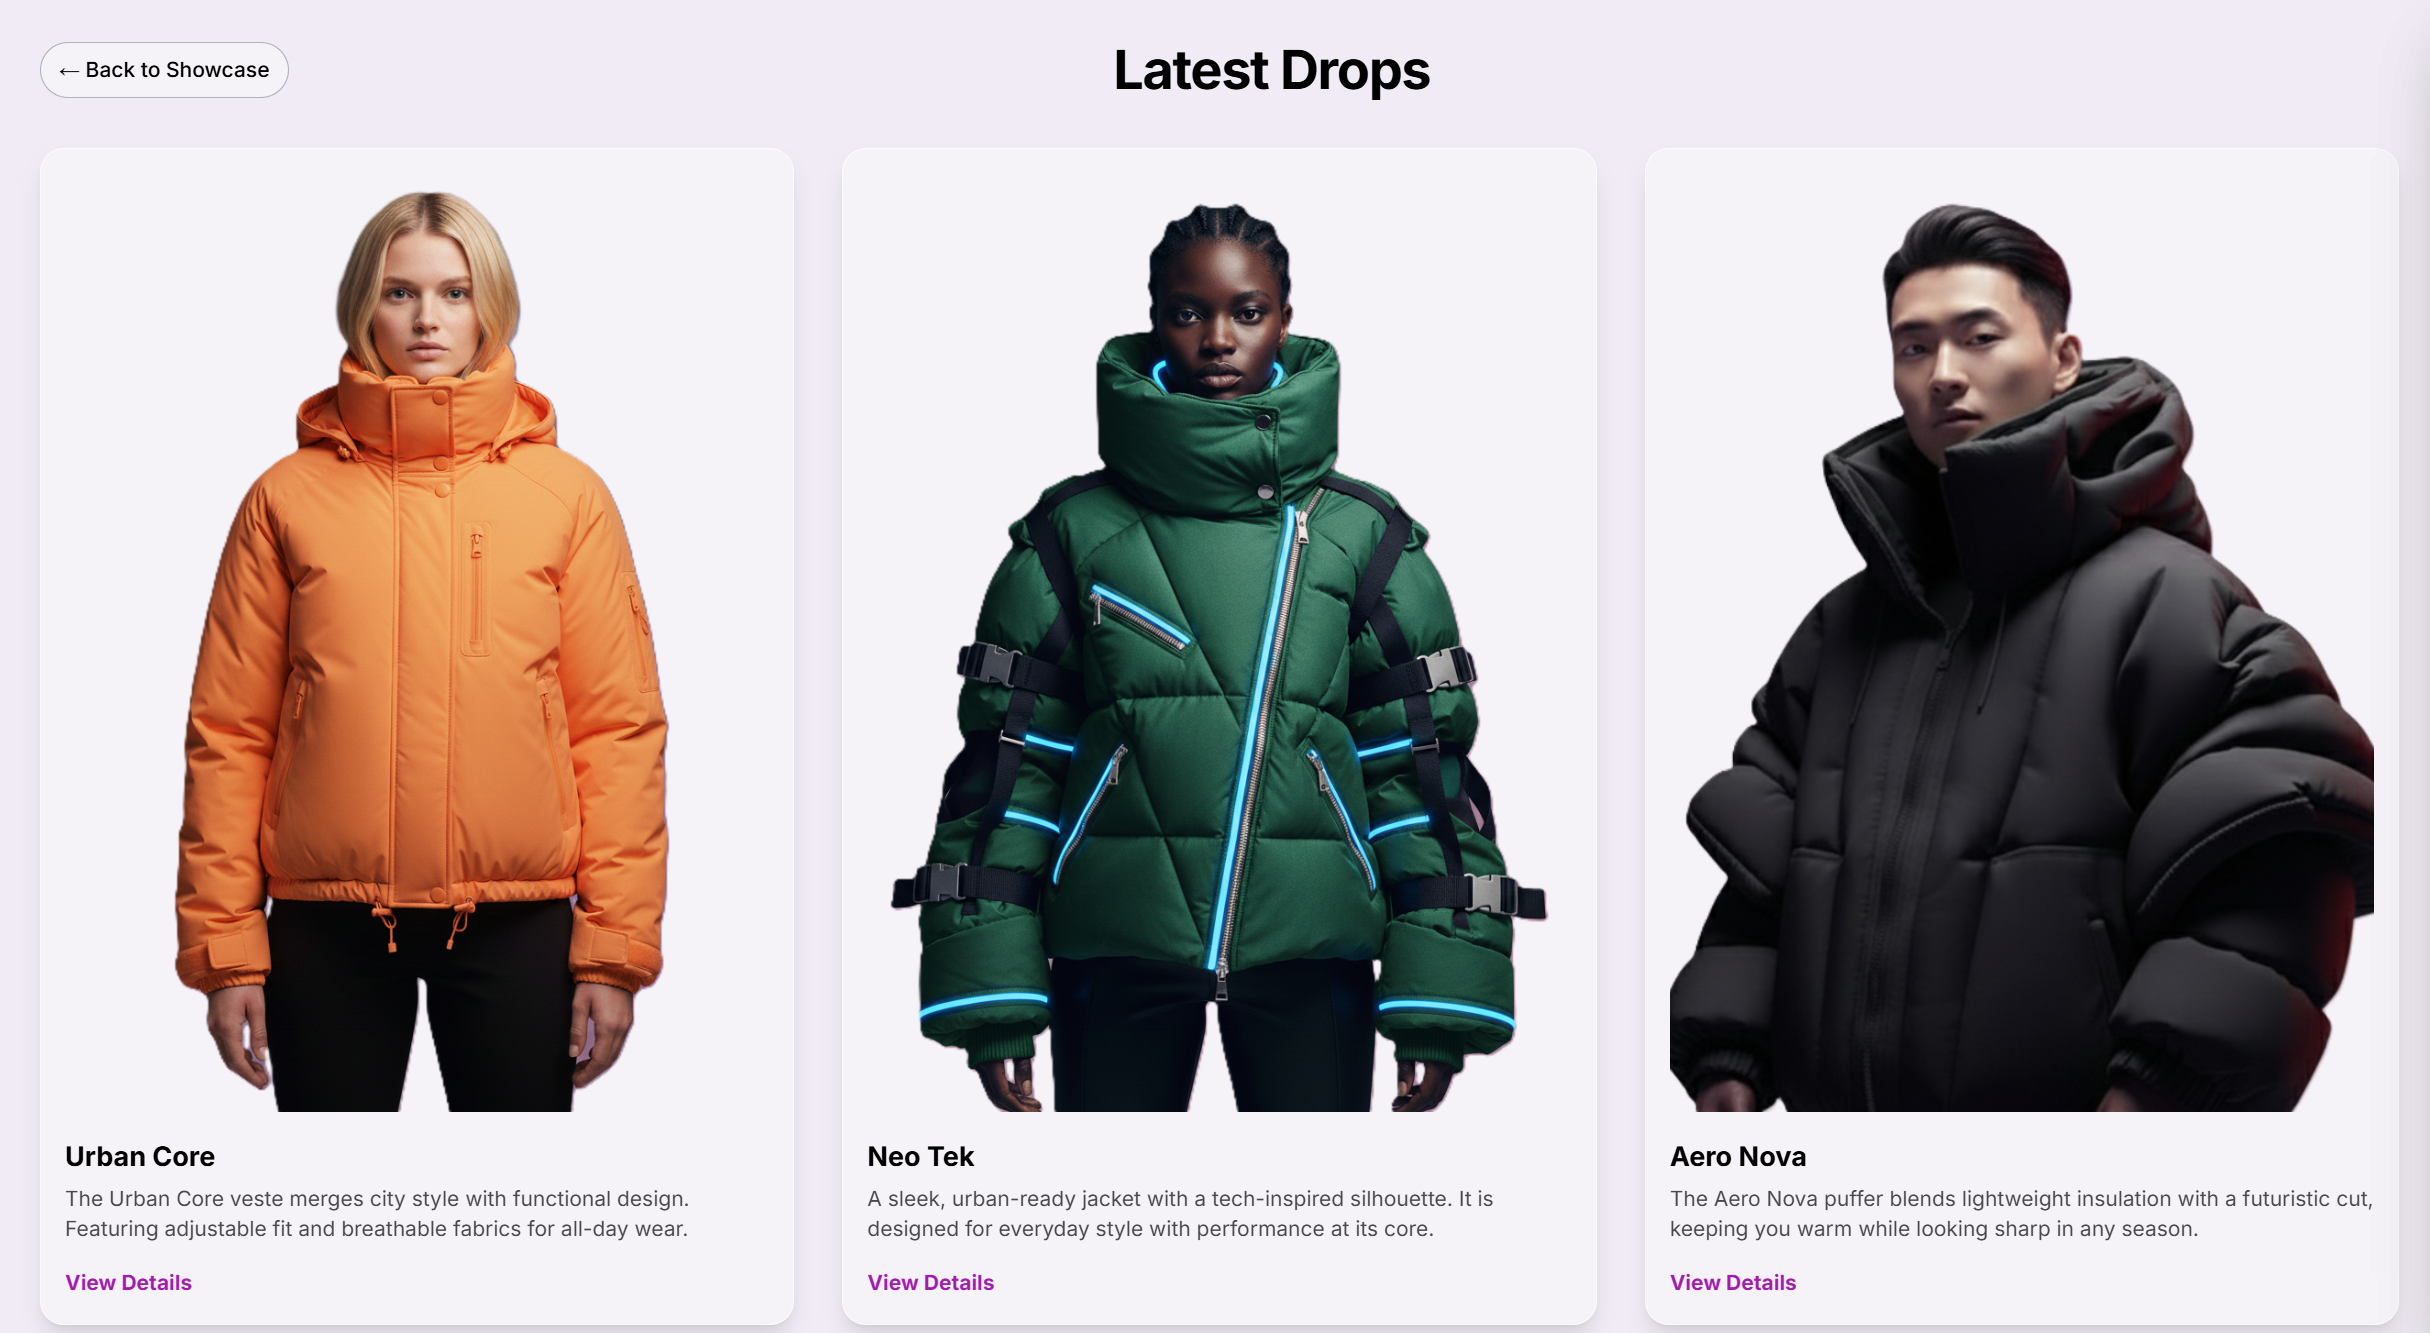 ← Back to Showcase
Latest Drops
Urban Core
The Urban Core veste merges city style with functional design.
Featuring adjustable fit and breathable fabrics for all-day wear.
View Details
Neo Tek
A sleek, urban-ready jacket with a tech-inspired silhouette. It is
designed for everyday style with performance at its core.
View Details
Aero Nova
The Aero Nova puffer blends lightweight insulation with a futuristic cut,
keeping you warm while looking sharp in any season.
View Details